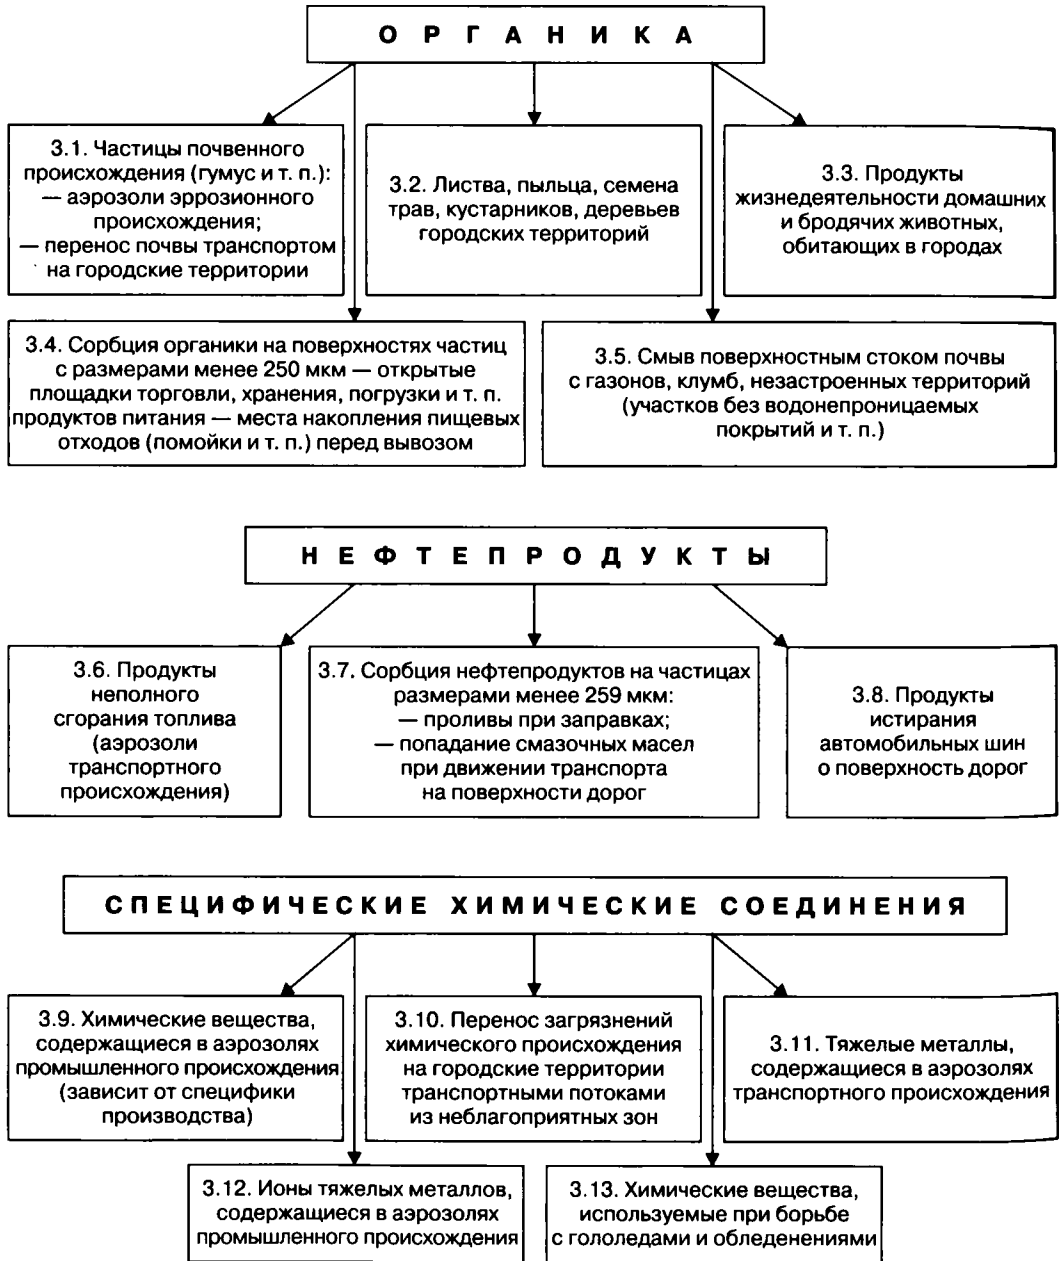 ОРГАНИКА
3.1. Частицы почвенного
происхождения (гумус и т. п.):
— аэрозоли эррозионного
происхождения;
— перенос почвы транспортом
на городские территории
3.2. Листва, пыльца, семена
трав, кустарников, деревьев
городских территорий
3.3. Продукты
жизнедеятельности домашних
и бродячих животных,
обитающих в городах
3.4. Сорбция органики на поверхностях частиц
с размерами менее 250 мкм — открытые
площадки торговли, хранения, погрузки и т. п.
продуктов питания — места накопления пищевых
отходов (помойки и т. п.) перед вывозом
3.5. Смыв поверхностным стоком почвы
с газонов, клумб, незастроенных территорий
(участков без водонепроницаемых
покрытий и т. п.)
НЕФТЕПРОДУКТЫ
3.6. Продукты
неполного
сгорания топлива
(аэрозоли
транспортного
происхождения)
3.7. Сорбция нефтепродуктов на частицах
размерами менее 259 мкм:
— проливы при заправках;
— попадание смазочных масел
при движении транспорта
на поверхности дорог
3.8. Продукты
истирания
автомобильных шин
о поверхность дорог
СПЕЦИФИЧЕСКИЕ ХИМИЧЕСКИЕ СОЕДИНЕНИЯ
3.9. Химические вещества,
содержащиеся в аэрозолях
промышленного происхождения
(зависит от специфики
производства)
3.10. Перенос загрязнений
химического происхождения
на городские территории
транспортными потоками
из неблагоприятных зон
3.11. Тяжелые металлы,
содержащиеся в аэрозолях
транспортного происхождения
3.12. Ионы тяжелых металлов,
содержащиеся в аэрозолях
промышленного происхождения
3.13. Химические вещества,
используемые при борьбе
с гололедами и обледенениями